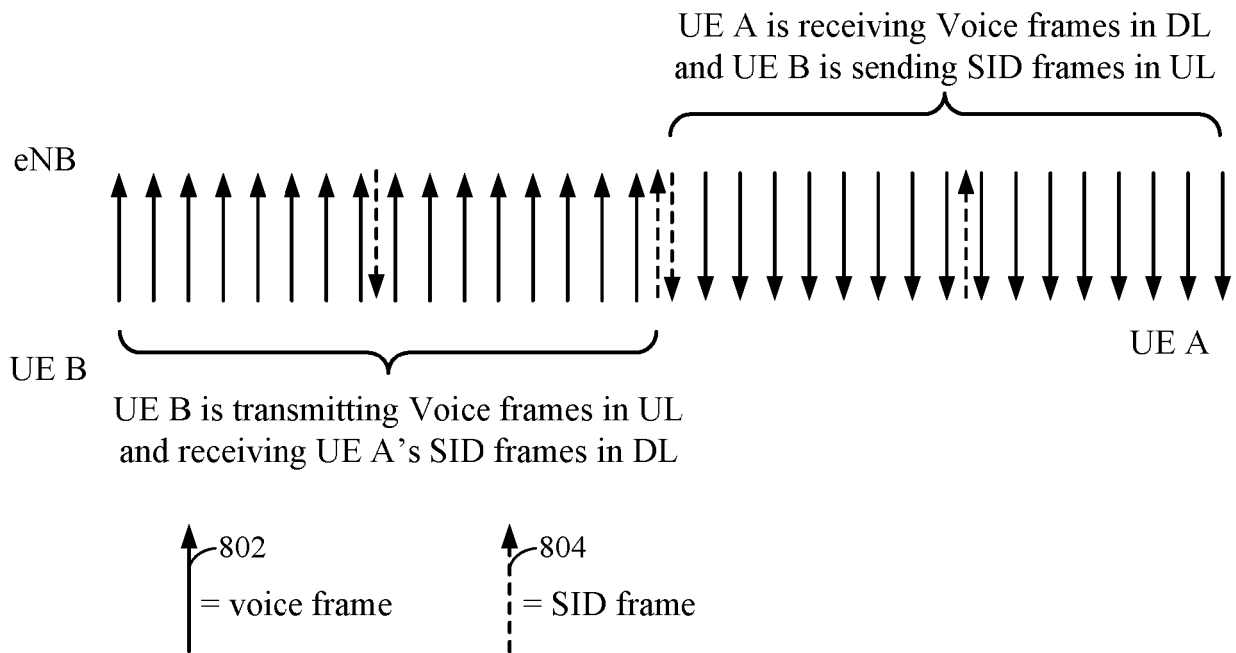 UE A is receiving Voice frames in DL
and UE B is sending SID frames in UL
eNB
UE A
UE B
UE B is transmitting Voice frames in UL
and receiving UE A’s SID frames in DL
802
= voice frame
804
= SID frame